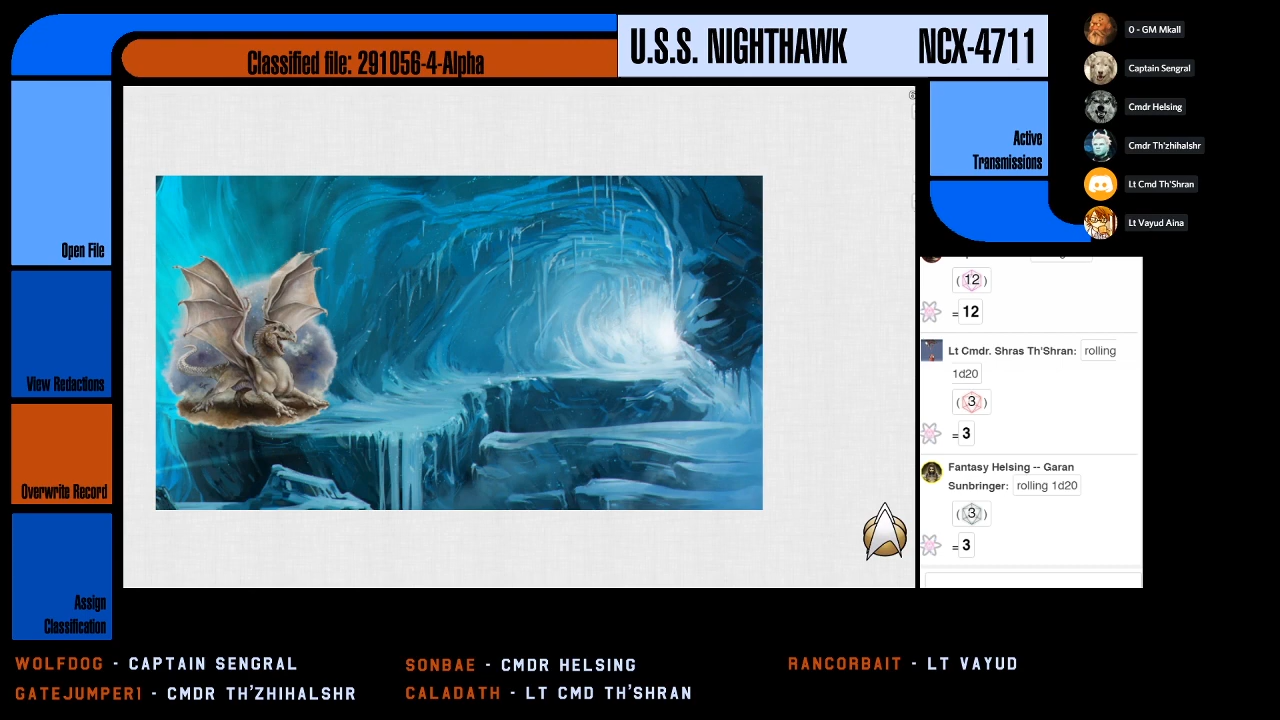 Classified file: 291056-4-Alpha
U.S.S. NIGHTHAWK
NCX-4711
Open File
View Redactions
Overwrite Record
Assign
Classification
Active
Transmissions
0 - GM Mkall
Captain Sengral
Cmdr Helsing
Cmdr Th'zhihalshr
Lt Cmd Th'Shran
Lt Vayud Aina
(12)
=12
Lt Cmdr. Shras Th'Shran: rolling
1d20
(3)
=3
Fantasy Helsing -- Garan
Sunbringer: rolling 1d20
(3)
=3
WOLFDOG - CAPTAIN SENGRAL
GATEJUMPER1 - CMDR TH'ZHIHALSHR
SONBAE - CMDR HELSING
CALADATH - LT CMD TH'SHRAN
RANCORBAIT - LT VAYUD